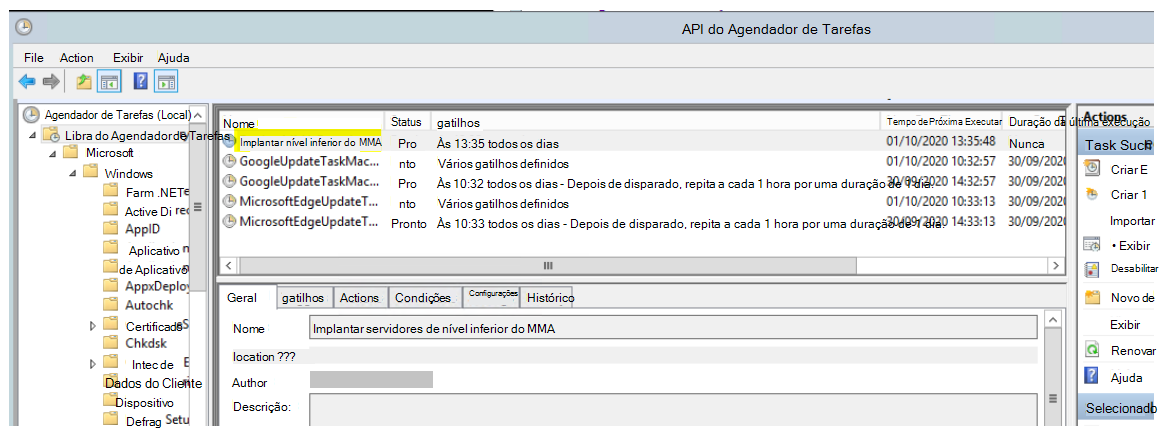 API do Agendador de Tarefas
File Action Exibir Ajuda
Agendador de Tarefas (Local)
Libra do Agendador de Tarefas
Microsoft
Windows
Farm .NET
Active Di rec
AppID
Aplicativo
de Aplicativo
AppxDeploy
Autochk
Certificado
Chkdsk
Intec de E
Dados do Cliente
Dispositivo
Defrag Setu
Nome Status gatilhos Tempo de Próxima Executar Duração da última execução
Implantar nível inferior do MMA Pro Às 13:35 todos os dias 01/10/2020 13:35:48 Nunca
GoogleUpdateTaskMac... nto Vários gatilhos definidos 01/10/2020 10:32:57 30/09/202
GoogleUpdateTaskMac... Pro Às 10:32 todos os dias - Depois de disparado, repita a cada 1 hora por uma duração de 1 dia. 30/09/2020 14:32:57 30/09/202
MicrosoftEdgeUpdateT... nto Vários gatilhos definidos 01/10/2020 10:33:13 30/09/202
MicrosoftEdgeUpdateT... Pronto Às 10:33 todos os dias - Depois de disparado, repita a cada 1 hora por uma duração de 1 dia. 30/09/2020 14:33:13 30/09/202
Geral gatilhos Actions Condições Configurações Histórico
Nome Implantar servidores de nível inferior do MMA
location ???
Author
Descrição:
Actions
Task Such
Criar E
Criar 1
Importar
• Exibir
Desabilitar
Novo de
Exibir
Renovar
Ajuda
Selecionado